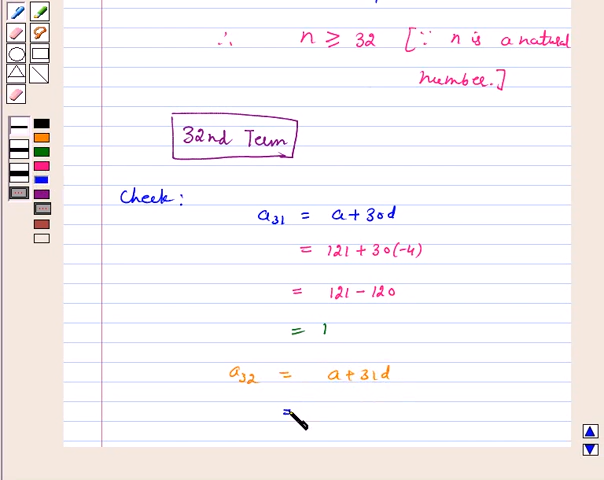 ∴ n ≥ 32 [∵ n is a natural
number.]
32nd Term
Check:
a₃₁ = a + 30d
= 121 + 30(-4)
= 121 - 120
= 1
a₃₂ = a + 31d
=